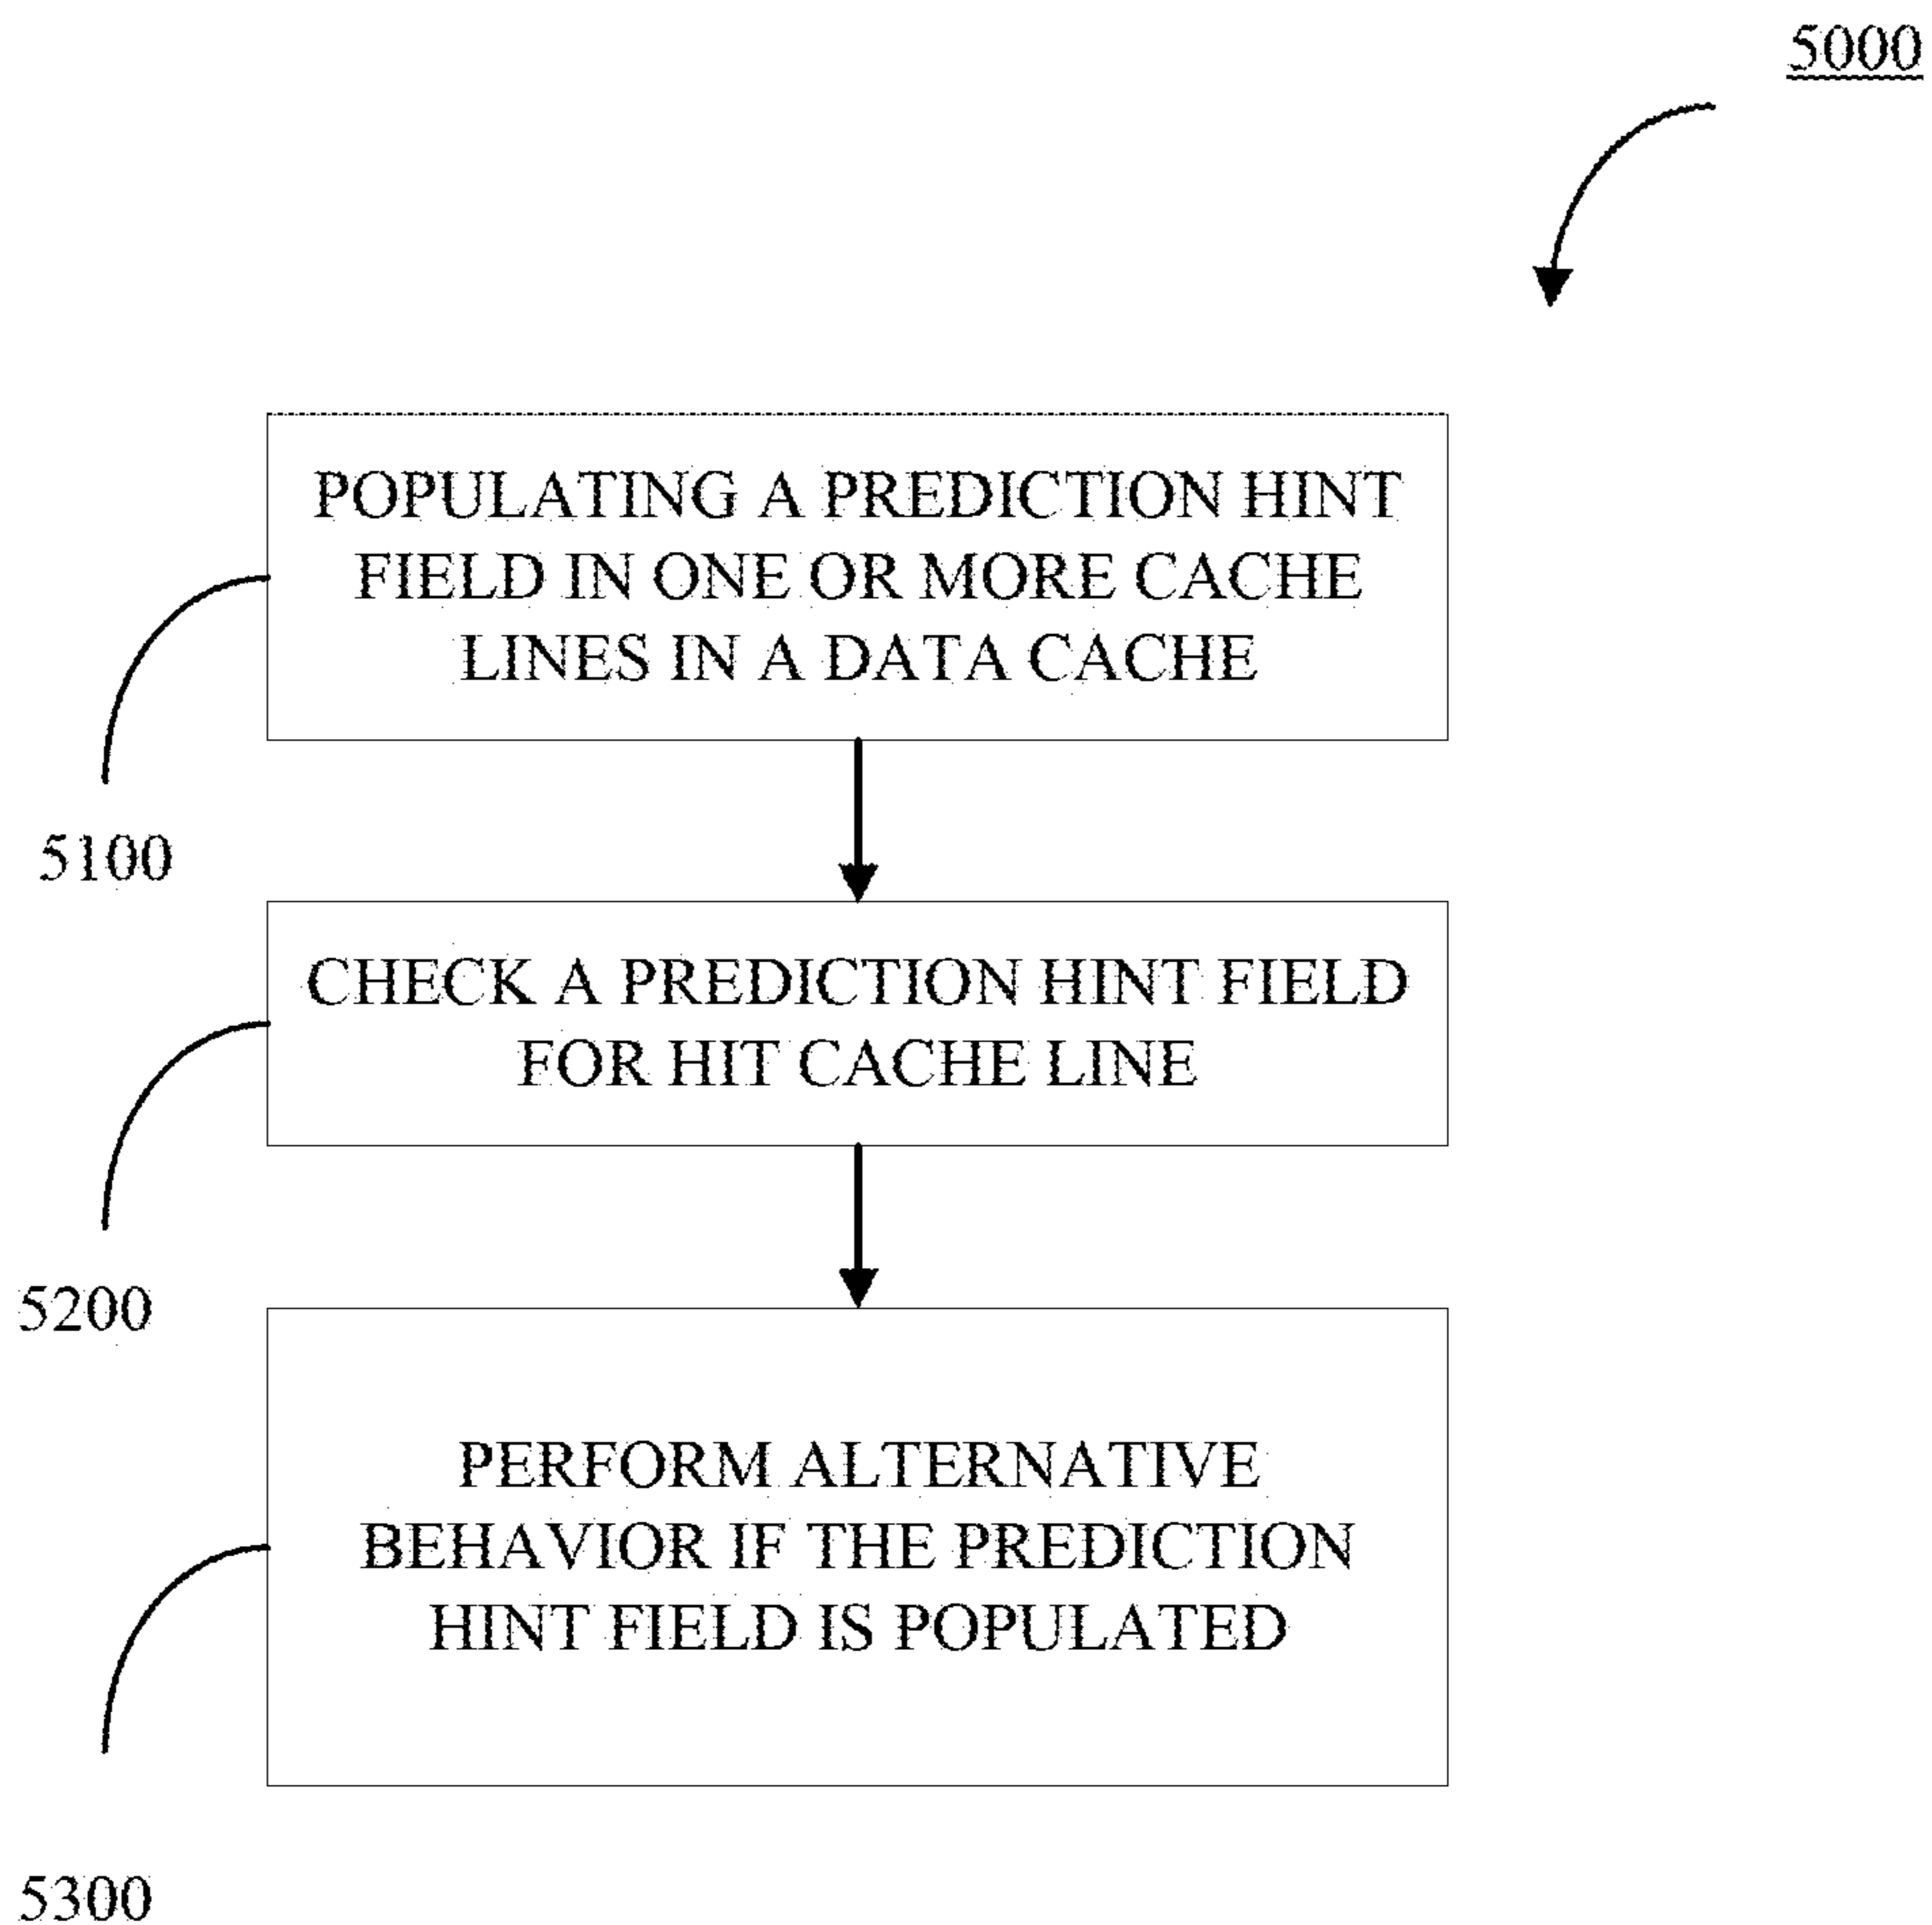 5000
POPULATING A PREDICTION HINT
FIELD IN ONE OR MORE CACHE
LINES IN A DATA CACHE
5100
CHECK A PREDICTION HINT FIELD
FOR HIT CACHE LINE
5200
PERFORM ALTERNATIVE
BEHAVIOR IF THE PREDICTION
HINT FIELD IS POPULATED
5300